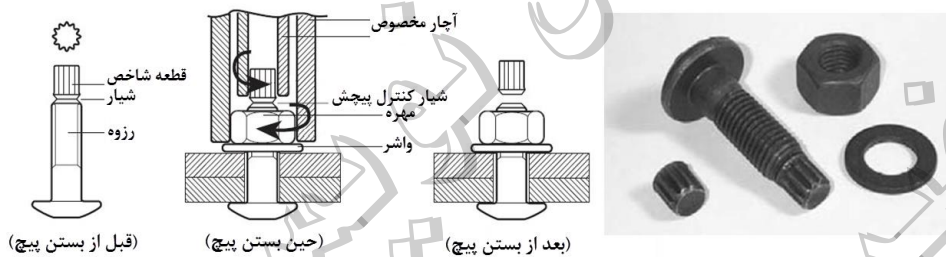 آچار مخصوص
قطعه شاخص
شیار
رزوه
شیار کنترل پیچش
مهره
واشر
(قبل از بستن پیچ)
(حین بستن پیچ)
(بعد از بستن پیچ)